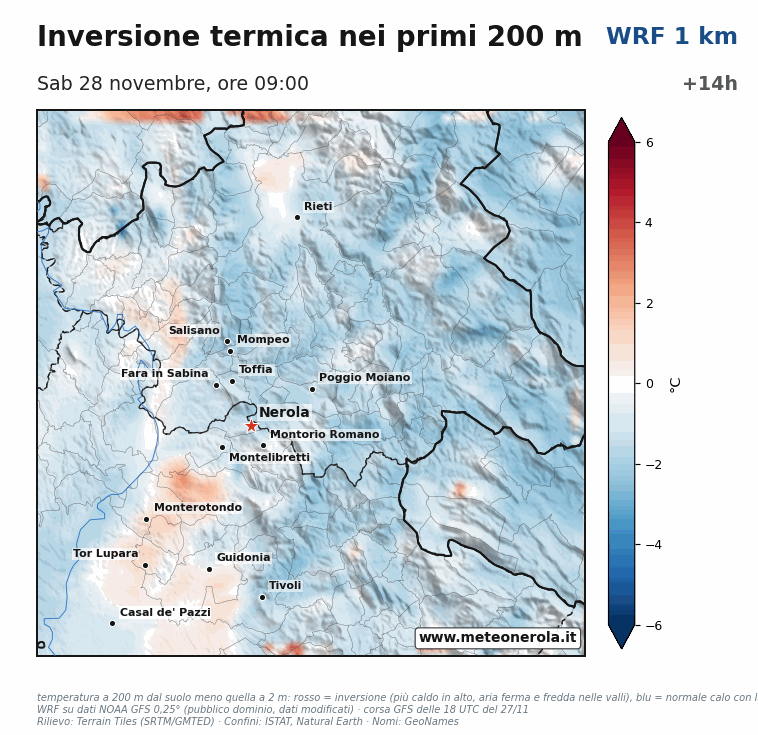 Inversione termica nei primi 200 m WRF 1 km
Sab 28 novembre, ore 09:00 +14h
Rieti
Salisano
Mompeo
Fara in Sabina
Toffia
Poggio Moiano
Nerola
Montorio Romano
Montelibretti
Monterotondo
Tor Lupara
Guidonia
Tivoli
Casal de' Pazzi
www.meteonerola.it
6
4
2
0
−2
−4
−6
°C
temperatura a 200 m dal suolo meno quella a 2 m: rosso = inversione (più caldo in alto, aria ferma e fredda nelle valli), blu = normale calo con
WRF su dati NOAA GFS 0,25° (pubblico dominio, dati modificati) · corsa GFS delle 18 UTC del 27/11
Rilievo: Terrain Tiles (SRTM/GMTED) · Confini: ISTAT, Natural Earth · Nomi: GeoNames